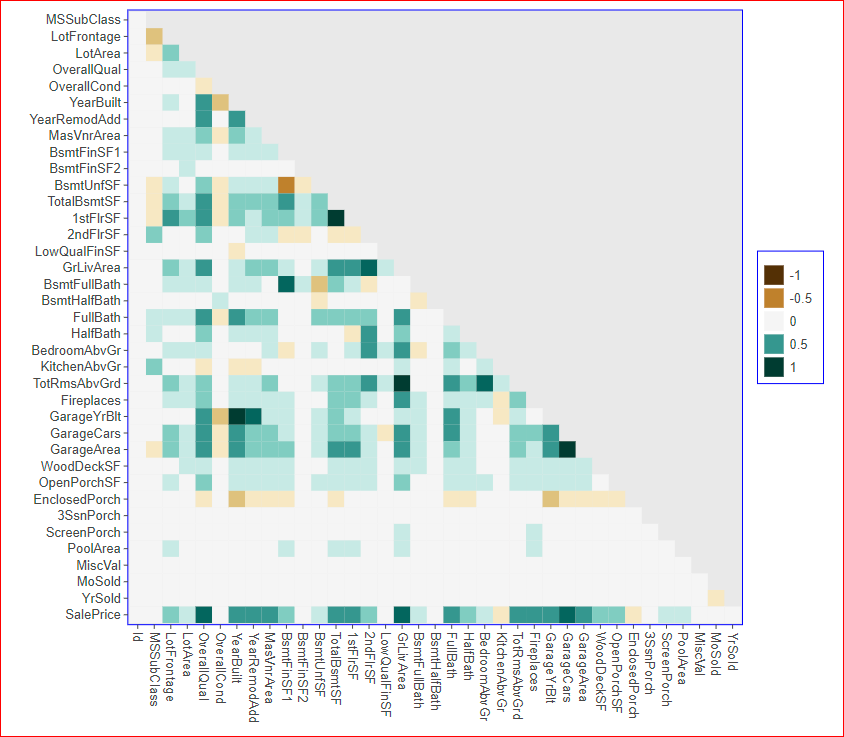 MSSubClass
LotFrontage
LotArea
OverallQual
OverallCond
YearBuilt
YearRemodAdd
MasVnrArea
BsmtFinSF1
BsmtFinSF2
BsmtUnfSF
TotalBsmtSF
1stFlrSF
2ndFlrSF
LowQualFinSF
GrLivArea
BsmtFullBath
BsmtHalfBath
FullBath
HalfBath
BedroomAbvGr
KitchenAbvGr
TotRmsAbvGrd
Fireplaces
GarageYrBlt
GarageCars
GarageArea
WoodDeckSF
OpenPorchSF
EnclosedPorch
3SsnPorch
ScreenPorch
PoolArea
MiscVal
MoSold
YrSold
SalePrice
Id
MSSubClass
LotFrontage
LotArea
OverallQual
OverallCond
YearBuilt
YearRemodAdd
MasVnrArea
BsmtFinSF1
BsmtFinSF2
BsmtUnfSF
TotalBsmtSF
1stFlrSF
2ndFlrSF
LowQualFinSF
GrLivArea
BsmtFullBath
BsmtHalfBath
FullBath
HalfBath
BedroomAbvGr
KitchenAbvGr
TotRmsAbvGrd
Fireplaces
GarageYrBlt
GarageCars
GarageArea
WoodDeckSF
OpenPorchSF
EnclosedPorch
3SsnPorch
ScreenPorch
PoolArea
MiscVal
MoSold
YrSold
-1
-0.5
0
0.5
1